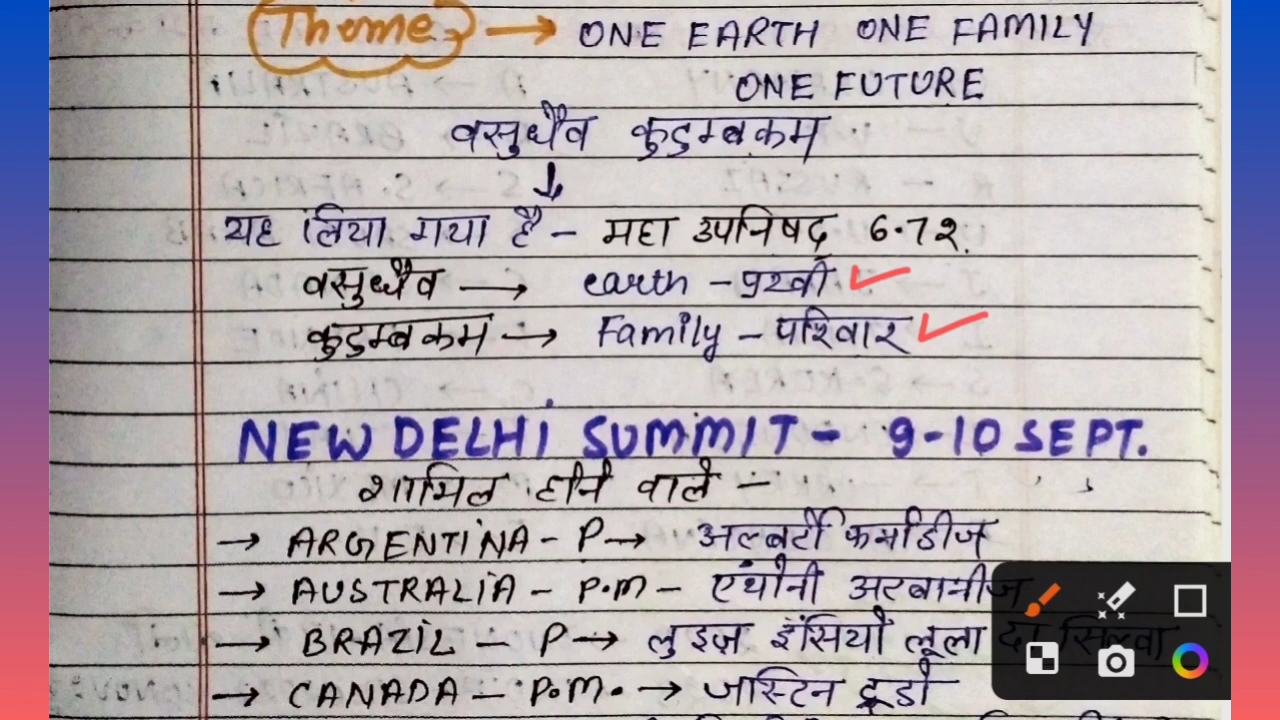 Theme → ONE EARTH ONE FAMILY
ONE FUTURE
वसुधैव कुटुम्बकम
↓
यह लिया गया है - महा उपनिषद् 6.72.
वसुधैव → earth - पृथ्वी
कुटुम्बकम → Family - परिवार
NEW DELHI SUMMIT - 9-10 SEPT.
शामिल होने वाले -
→ ARGENTINA - P → अल्बर्टो फर्नांडीज
→ AUSTRALIA - P.M - एंथोनी अल्बानीज
→ BRAZIL - P → लुइज़ इंसियो लूला दा सिल्वा
→ CANADA - P.M. → जास्टिन ट्रूडो